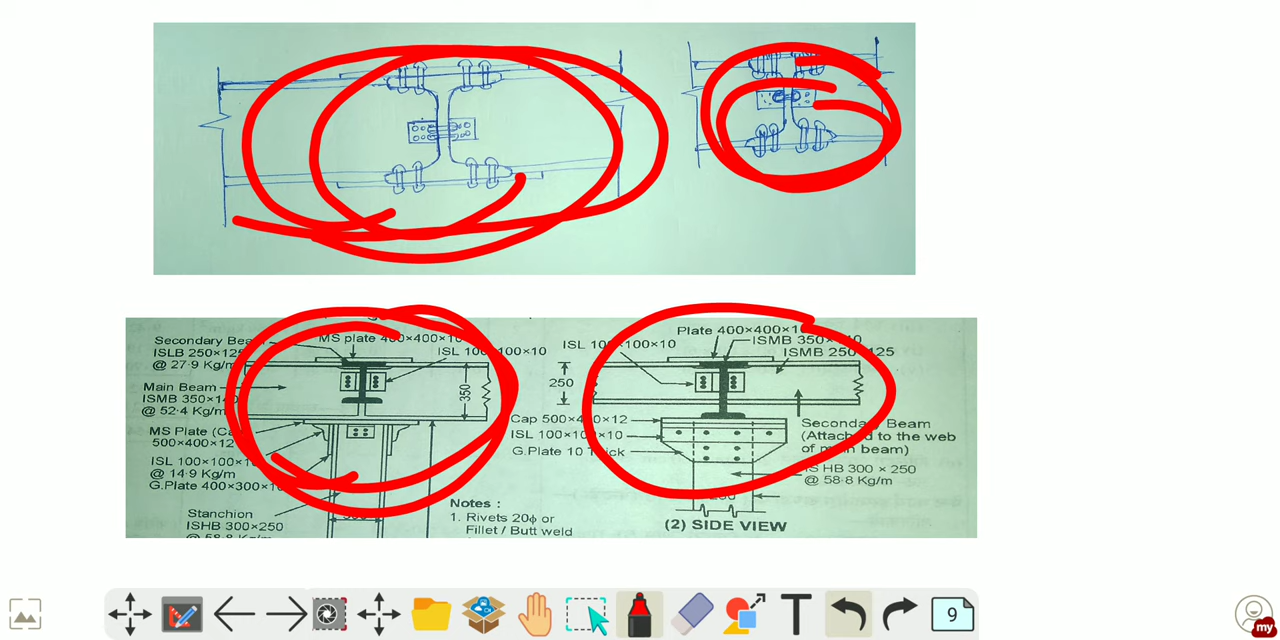 Secondary Bea
ISLB 250×125
@ 27·9 Kg/m
MS plate 400×400×10
ISL 100×100×10
Main Beam
ISMB 350×140
@ 52·4 Kg/m
350
MS Plate (Ca
500×400×12
ISL 100×100×10
@ 14·9 Kg/m
G.Plate 400×300×10
Stanchion
ISHB 300×250
Notes :
1. Rivets 20ϕ or
Fillet / Butt weld
Plate 400×400×1
ISL 100×100×10
ISMB 350×
ISMB 250×125
250
Cap 500×400×12
ISL 100×100×10
G.Plate 10 Thick
Secondary Beam
(Attached to the web
of main beam)
IS HB 300 × 250
@ 58·8 Kg/m
(2) SIDE VIEW
T
9
my